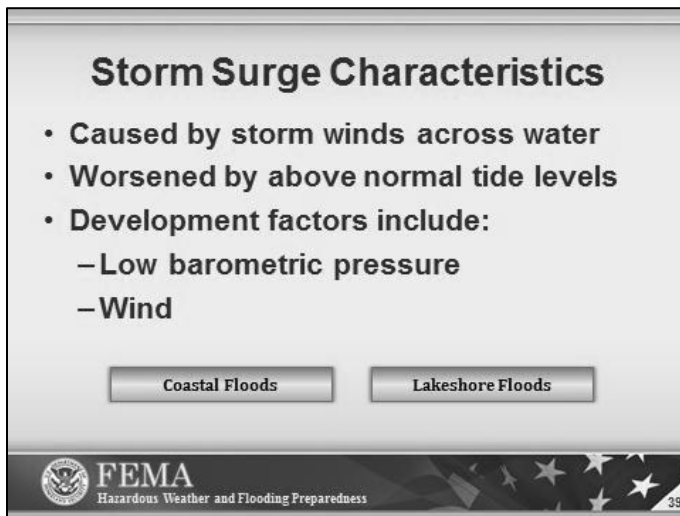 Storm Surge Characteristics
• Caused by storm winds across water
• Worsened by above normal tide levels
• Development factors include:
–Low barometric pressure
–Wind
Coastal Floods
Lakeshore Floods
FEMA
Hazardous Weather and Flooding Preparedness